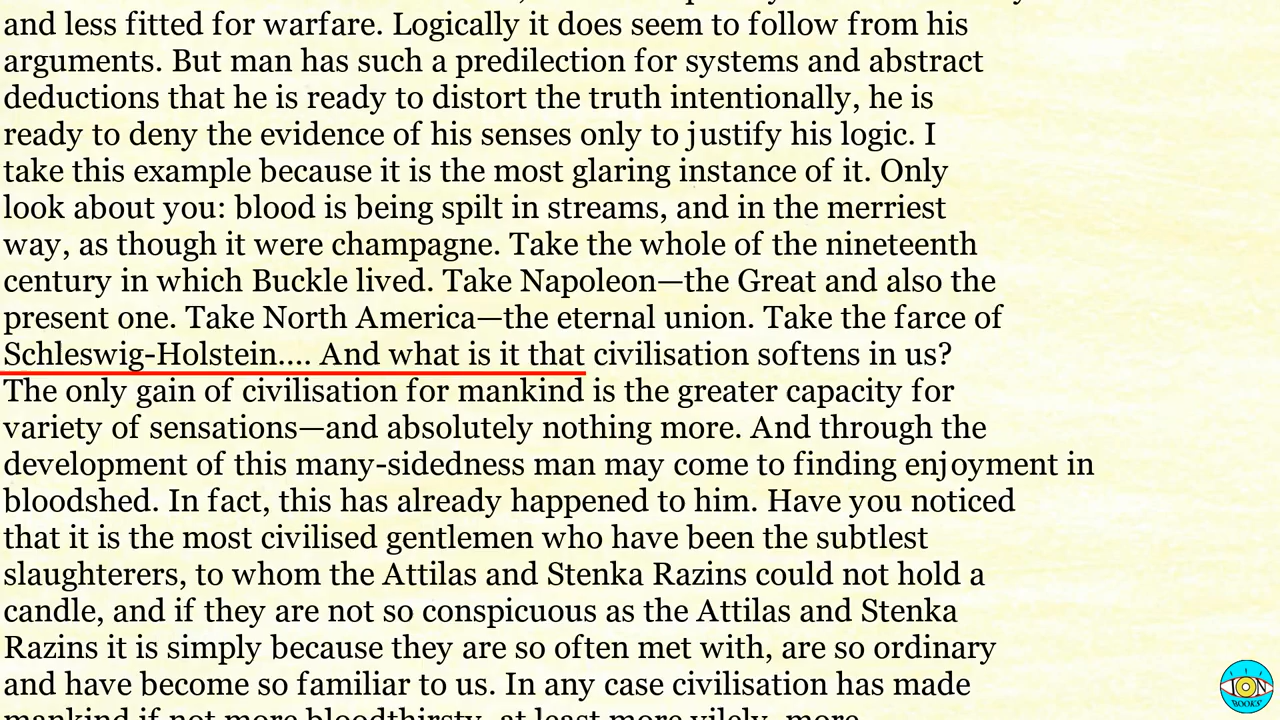 and less fitted for warfare. Logically it does seem to follow from his
arguments. But man has such a predilection for systems and abstract
deductions that he is ready to distort the truth intentionally, he is
ready to deny the evidence of his senses only to justify his logic. I
take this example because it is the most glaring instance of it. Only
look about you: blood is being spilt in streams, and in the merriest
way, as though it were champagne. Take the whole of the nineteenth
century in which Buckle lived. Take Napoleon—the Great and also the
present one. Take North America—the eternal union. Take the farce of
Schleswig-Holstein.... And what is it that civilisation softens in us?
The only gain of civilisation for mankind is the greater capacity for
variety of sensations—and absolutely nothing more. And through the
development of this many-sidedness man may come to finding enjoyment in
bloodshed. In fact, this has already happened to him. Have you noticed
that it is the most civilised gentlemen who have been the subtlest
slaughterers, to whom the Attilas and Stenka Razins could not hold a
candle, and if they are not so conspicuous as the Attilas and Stenka
Razins it is simply because they are so often met with, are so ordinary
and have become so familiar to us. In any case civilisation has made
mankind if not more bloodthirsty, at least more vilely, more
ION
BOOKS